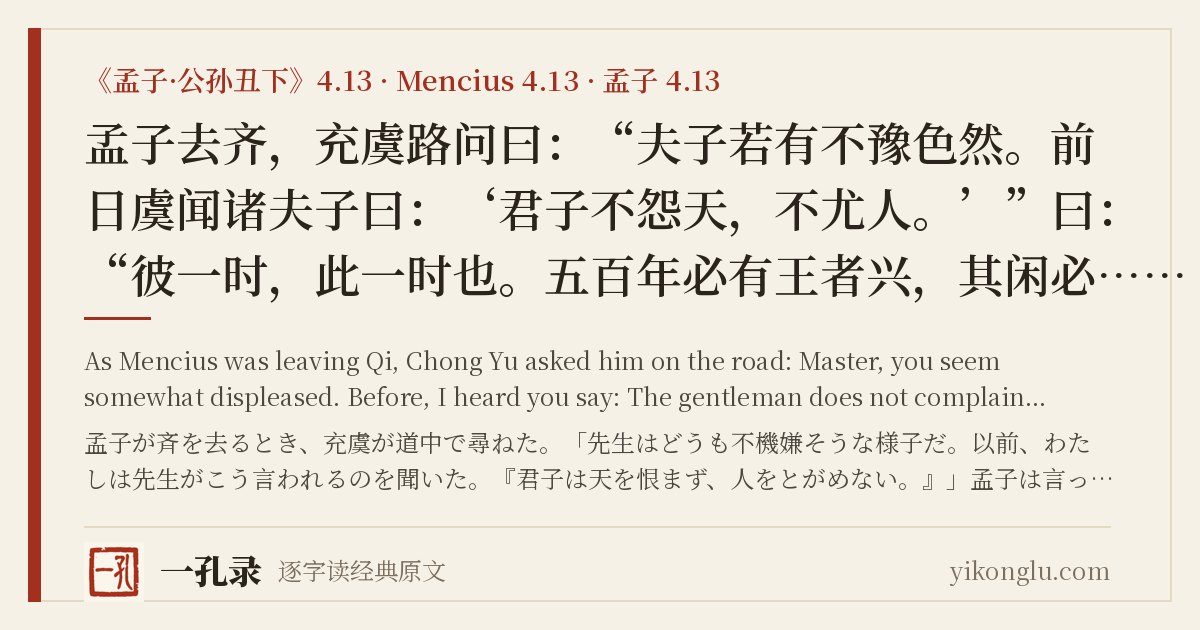 《孟子·公孙丑下》4.13 · Mencius 4.13 · 孟子 4.13
孟子去齐，充虞路问曰：“夫子若有不豫色然。前
日虞闻诸夫子曰：‘君子不怨天，不尤人。’”曰：
“彼一时，此一时也。五百年必有王者兴，其闲必……
As Mencius was leaving Qi, Chong Yu asked him on the road: Master, you seem
somewhat displeased. Before, I heard you say: The gentleman does not complain...
孟子が斉を去るとき、充虞が道中で尋ねた。「先生はどうも不機嫌そうな様子だ。以前、わた
しは先生がこう言われるのを聞いた。『君子は天を恨まず、人をとがめない。』」孟子は言っ…
一孔
一孔录 逐字读经典原文
yikonglu.com